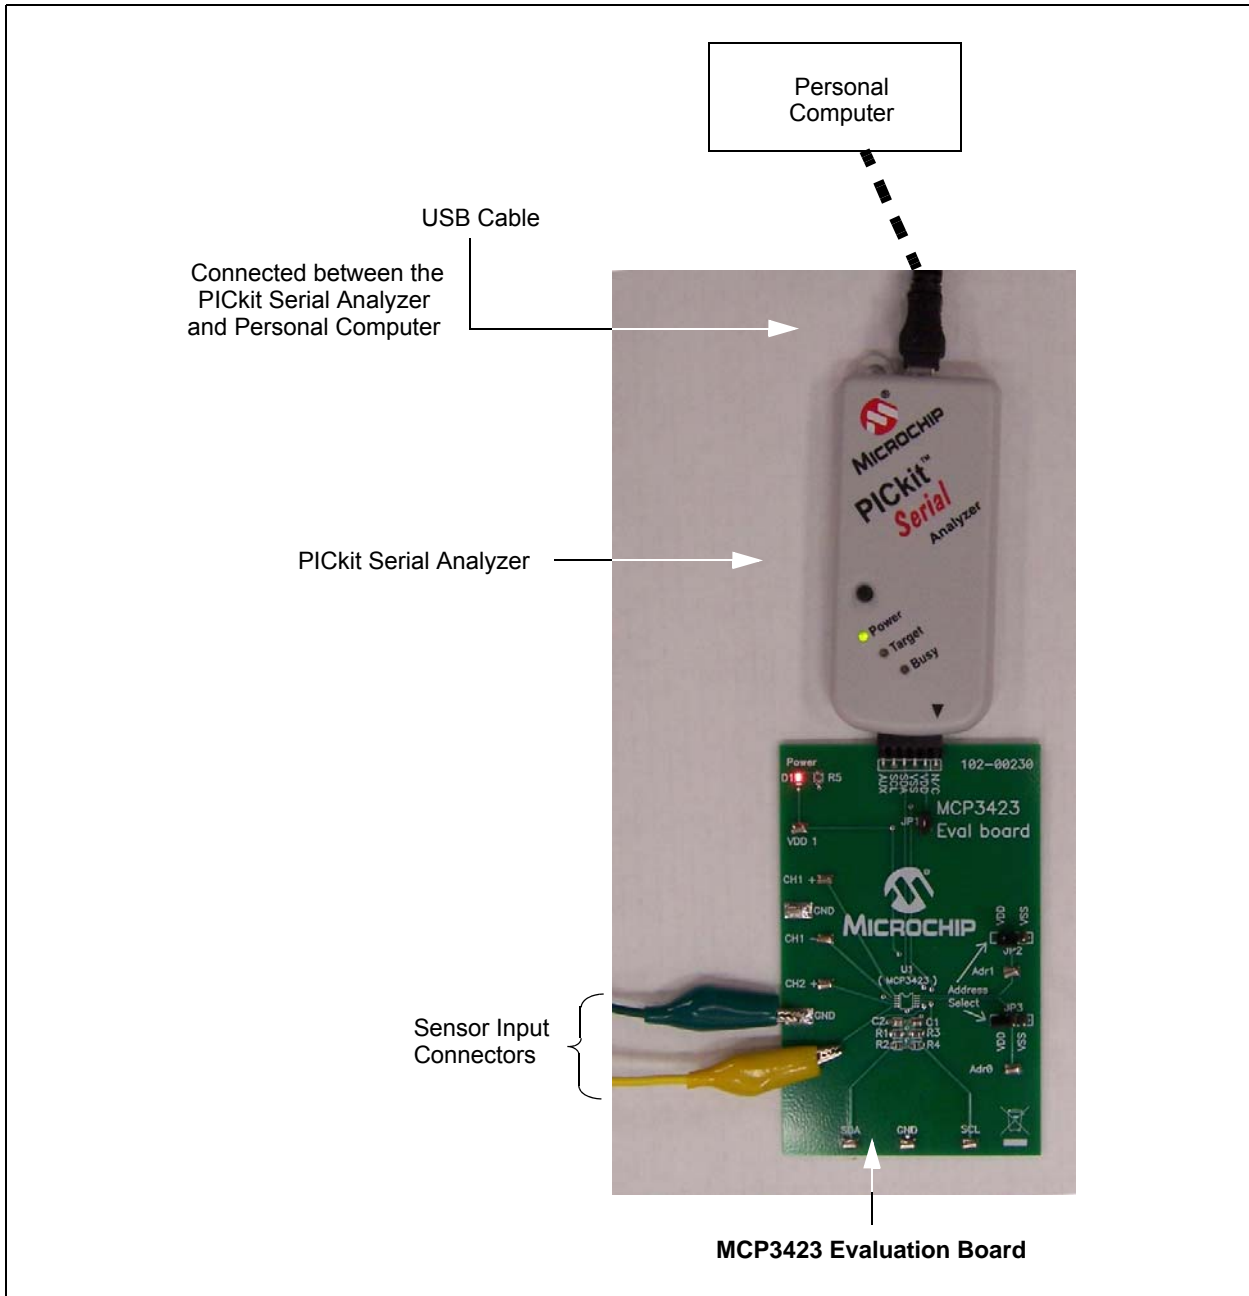 Personal
Computer
USB Cable
Connected between the
PICkit Serial Analyzer
and Personal Computer
® MICROCHIP
PICkit™
Serial
Analyzer
PICkit Serial Analyzer
Power
Target
Busy
Power
D1 R5
AUX
SCL
SDA
VSS
VDD
N/C
102-00230
JP1
MCP3423
Eval board
VDD 1
CH1 +
GND
MICROCHIP
CH1 -
VDD VSS
JP2
CH2 +
U1
( MCP3423 )
Adr1
Address
Select
GND
JP3
C2 C1
R1 R3
R2 R4
VDD VSS
Adr0
Sensor Input
Connectors
SDA GND SCL
MCP3423 Evaluation Board